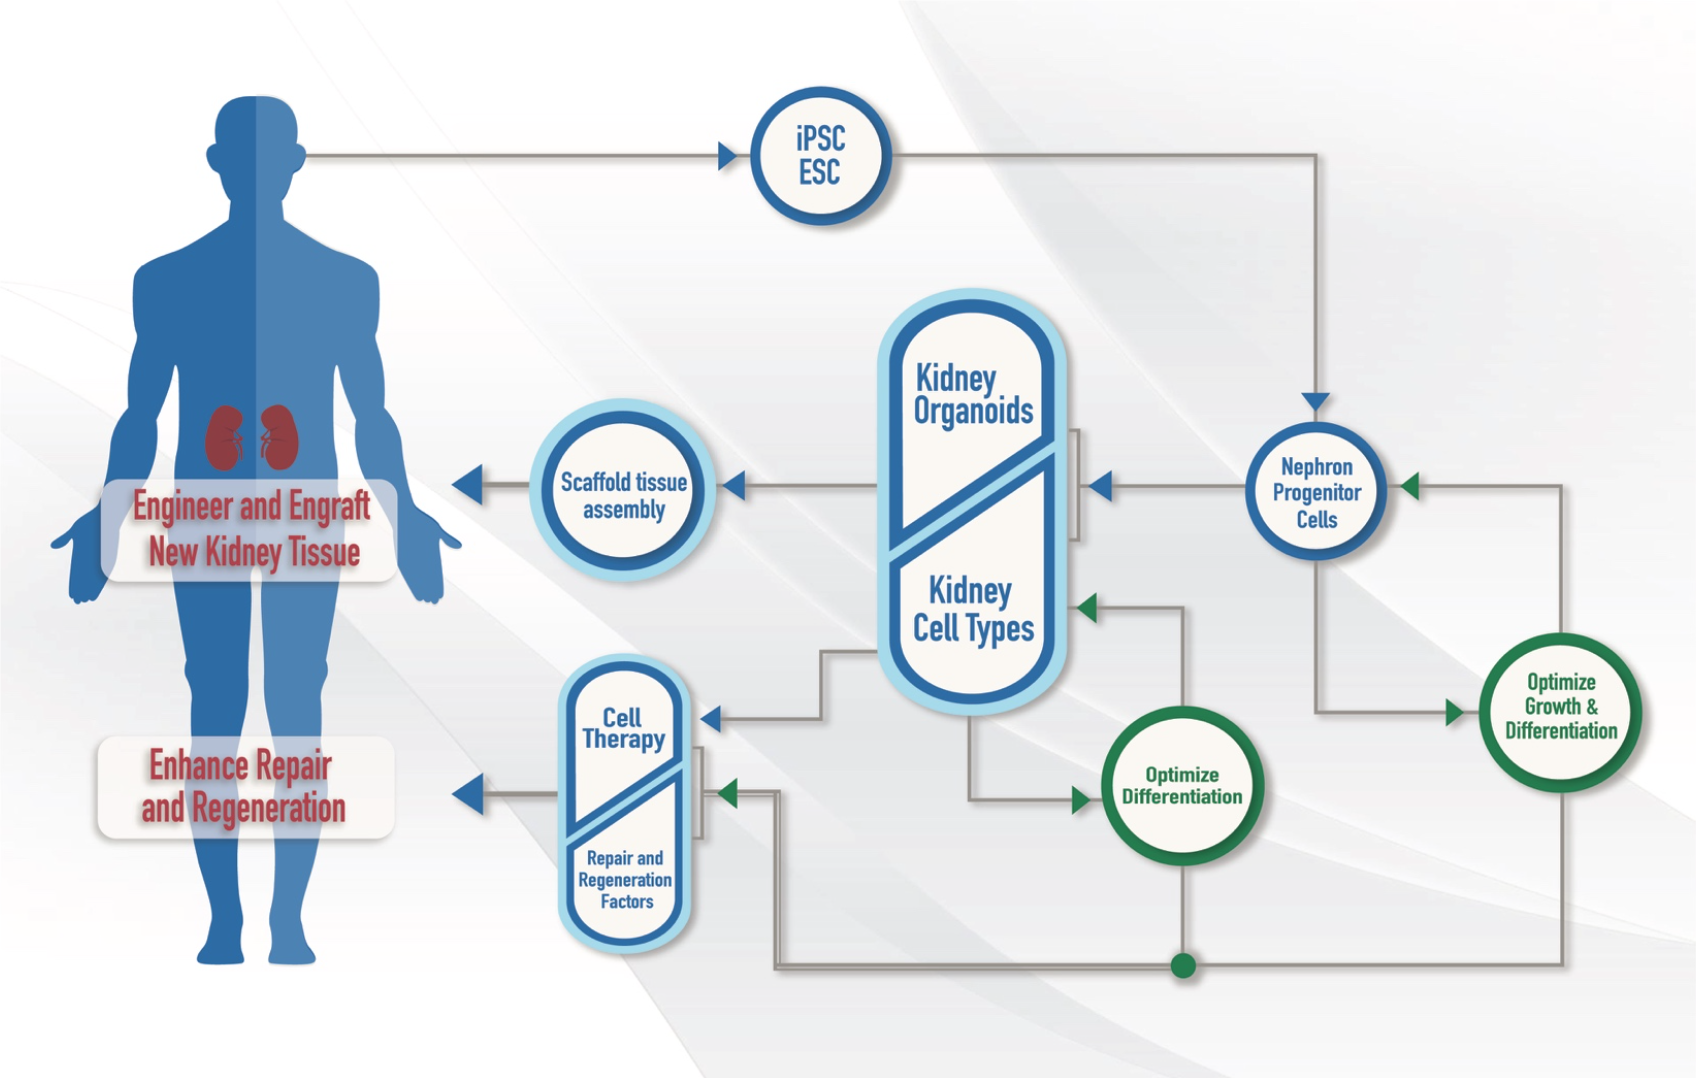 iPSC
ESC
Kidney
Organoids
Kidney
Cell Types
Nephron
Progenitor
Cells
Scaffold tissue
assembly
Engineer and Engraft
New Kidney Tissue
Cell
Therapy
Repair and
Regeneration
Factors
Enhance Repair
and Regeneration
Optimize
Differentiation
Optimize
Growth &
Differentiation